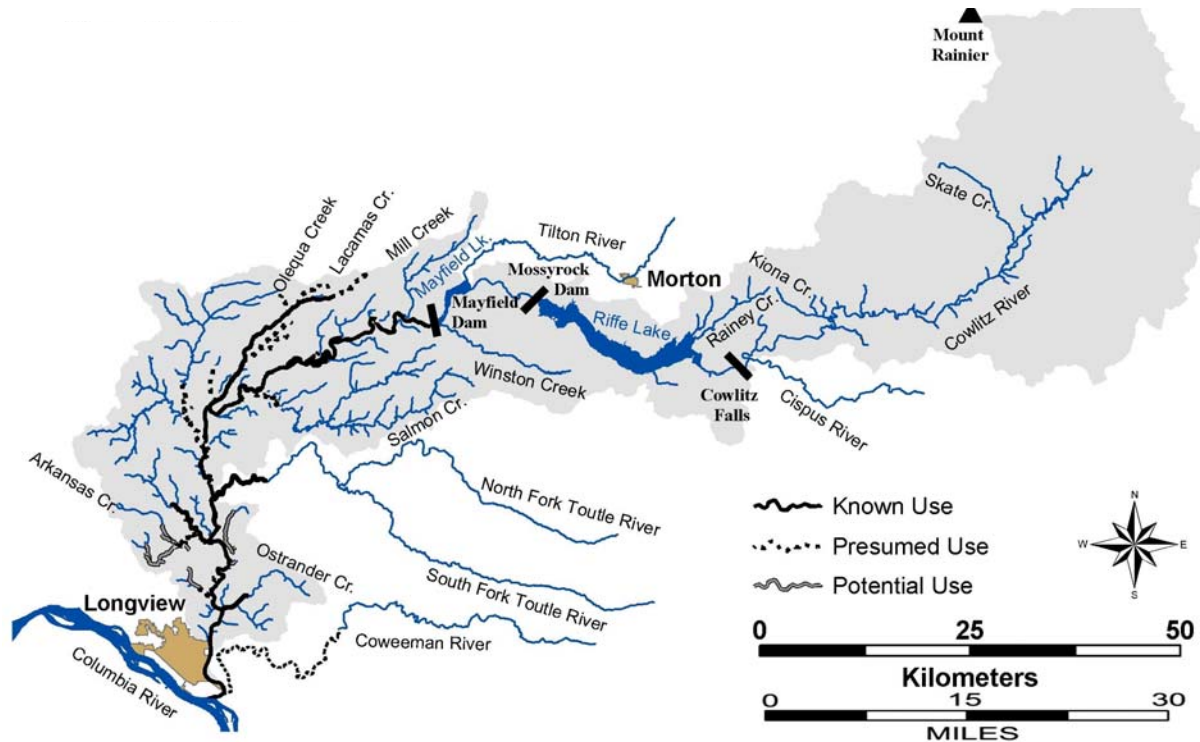 Mount
Rainier
Skate Cr.
Olequa Creek
Lacamas Cr.
Mill Creek
Mayfield Lk.
Tilton River
Mossyrock
Dam
Morton
Kiona Cr.
Mayfield
Dam
Riffe Lake
Rainey Cr.
Cowlitz River
Winston Creek
Cowlitz
Falls
Cispus River
Salmon Cr.
Arkansas Cr.
North Fork Toutle River
Known Use
Presumed Use
Potential Use
N
W
E
S
Ostrander Cr.
South Fork Toutle River
Longview
Coweeman River
Columbia River
0
25
50
Kilometers
0
15
30
MILES